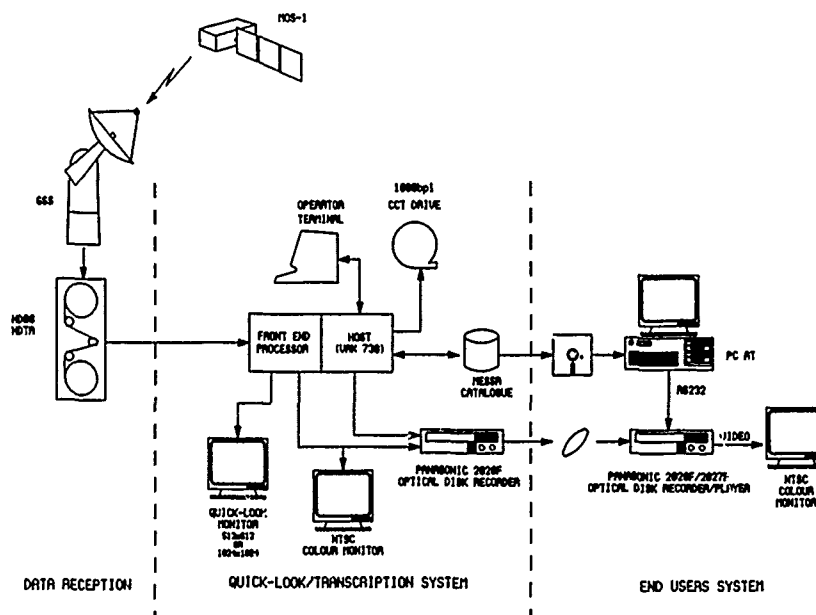 MOS-1
GSS
HDDR
HDTR
OPERATOR
TERMINAL
CCT DRIVE
FRONT END
PROCESSOR
HOST
(VAX 730)
MESSR
CATALOGUE
PC AT
RS232
VIDEO
PANASONIC 2020F
OPTICAL DISK RECORDER
PANASONIC 2020F/2027F
OPTICAL DISK RECORDER/PLAYER
NTSC
COLOUR
MONITOR
QUICK-LOOK
MONITOR
512x512
OR
1024x1024
NTSC
COLOUR MONITOR
DATA RECEPTION
QUICK-LOOK/TRANSCRIPTION SYSTEM
END USERS SYSTEM